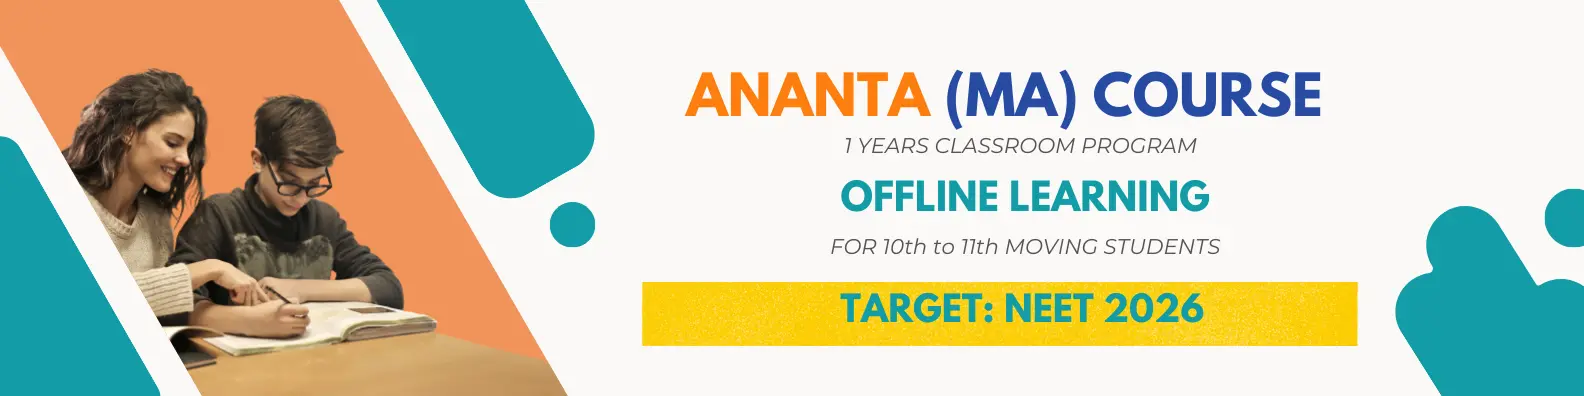 ANANTA (MA) COURSE
1 YEARS CLASSROOM PROGRAM
OFFLINE LEARNING
FOR 10th to 11th MOVING STUDENTS
TARGET: NEET 2026